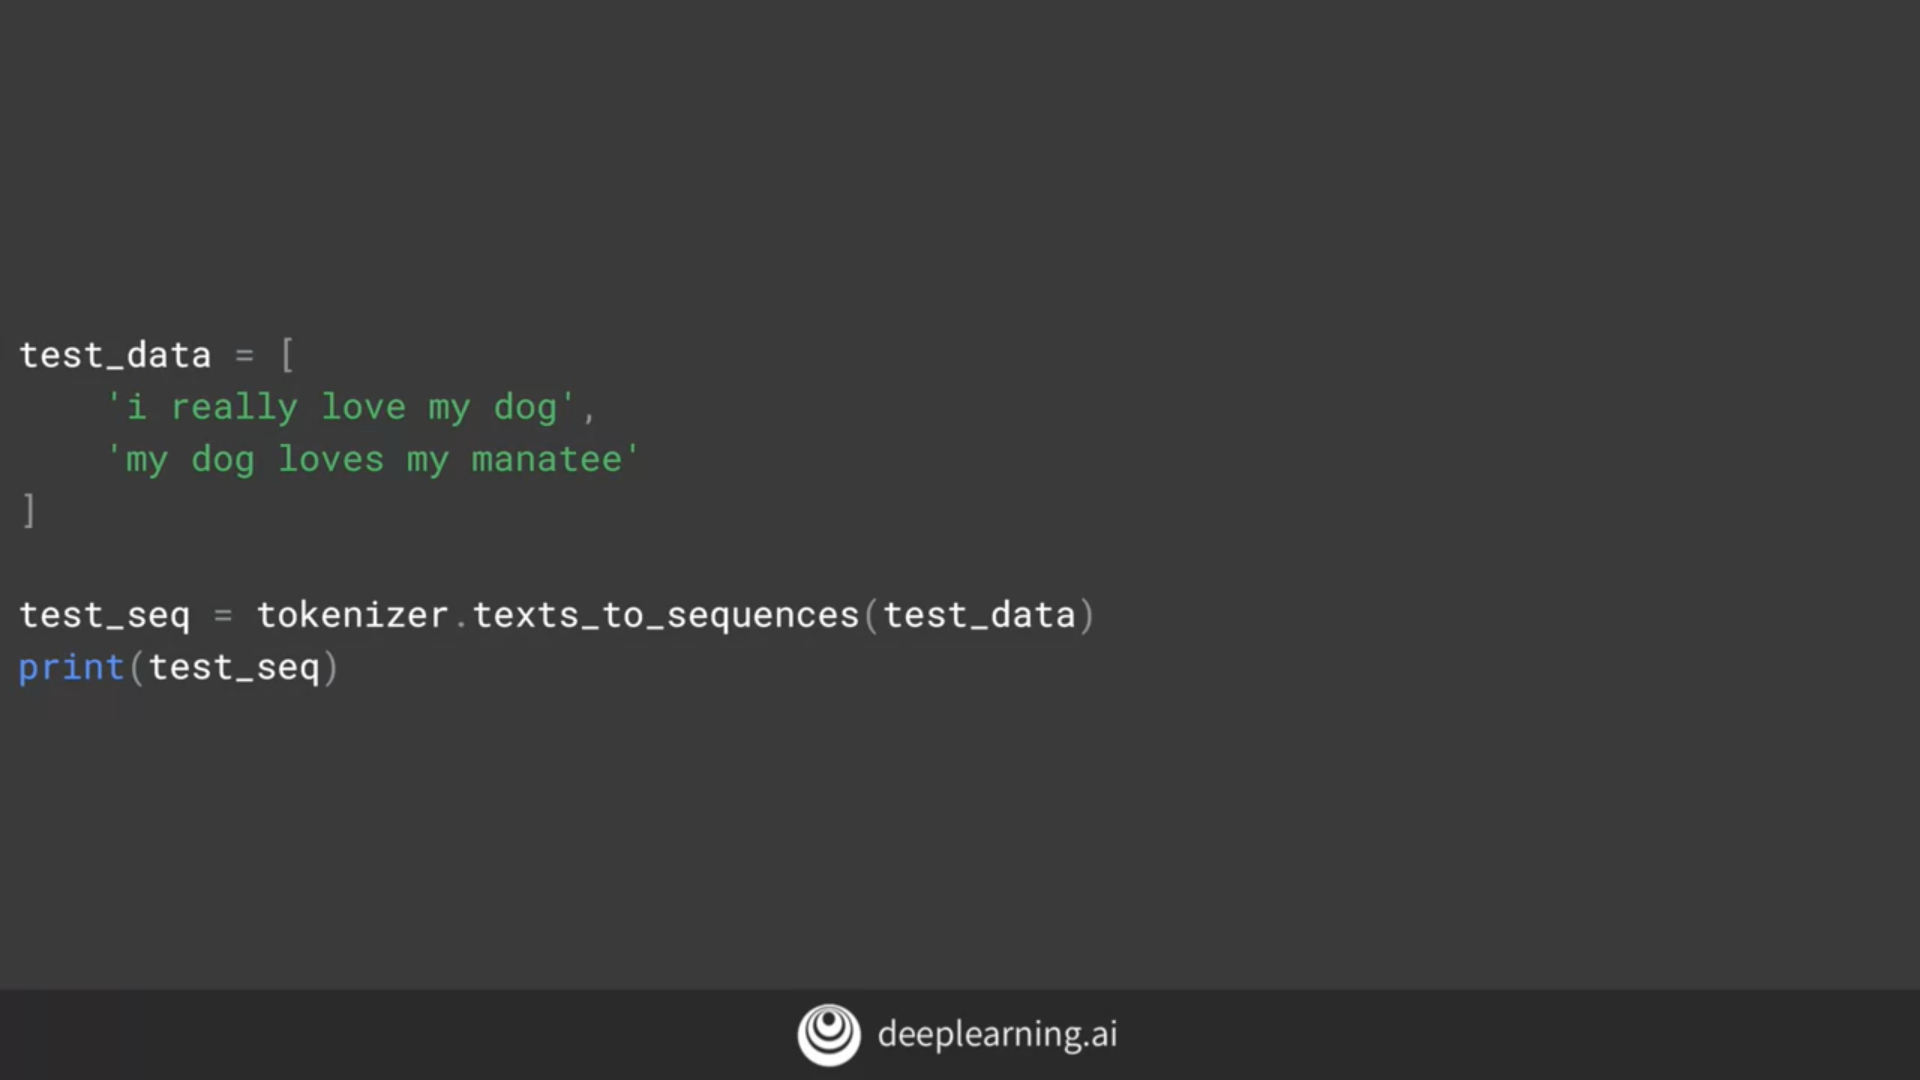 test_data = [
    'i really love my dog',
    'my dog loves my manatee'
]
test_seq = tokenizer.texts_to_sequences(test_data)
print(test_seq)
deeplearning.ai